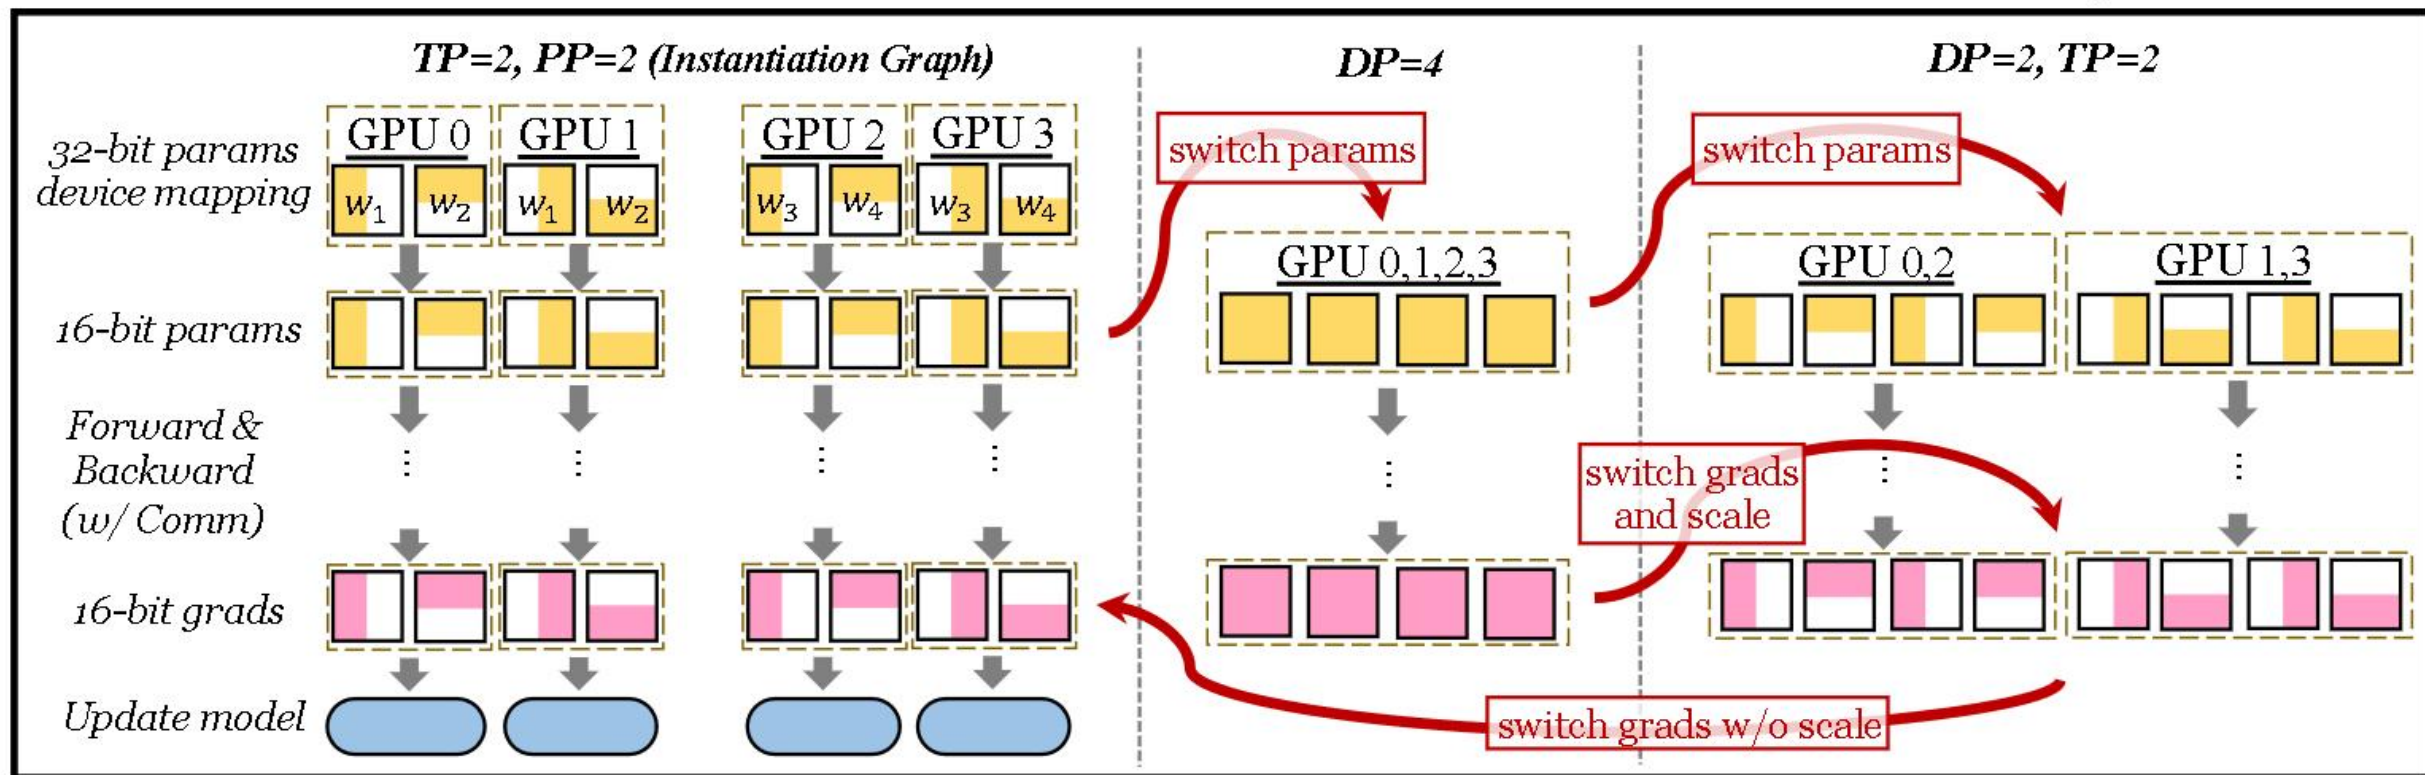 TP=2, PP=2 (Instantiation Graph)
DP=4
DP=2, TP=2
32-bit params
device mapping
GPU 0
GPU 1
GPU 2
GPU 3
w₁
w₂
w₁
w₂
w₃
w₄
w₃
w₄
switch params
switch params
GPU 0,1,2,3
GPU 0,2
GPU 1,3
16-bit params
Forward &
Backward
(w/ Comm)
⋮
⋮
⋮
⋮
⋮
⋮
⋮
switch grads
and scale
16-bit grads
Update model
switch grads w/o scale